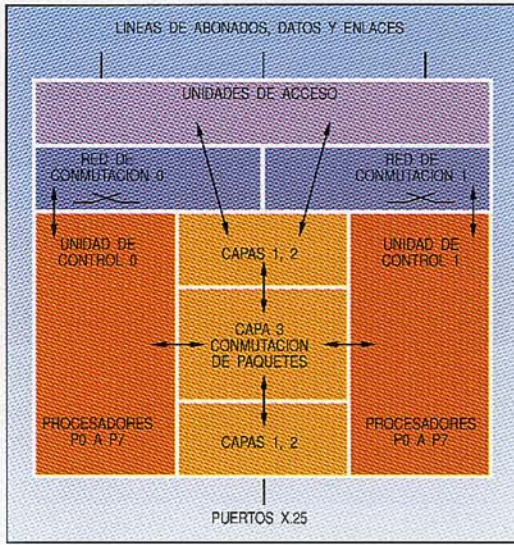 LINEAS DE ABONADOS, DATOS Y ENLACES
UNIDADES DE ACCESO
RED DE
CONMUTACION 0
RED DE
CONMUTACION 1
UNIDAD DE
CONTROL 0
CAPAS 1, 2
UNIDAD DE
CONTROL 1
CAPA 3
CONMUTACION
DE PAQUETES
PROCESADORES
P0 A P7
CAPAS 1, 2
PROCESADORES
P0 A P7
PUERTOS X.25